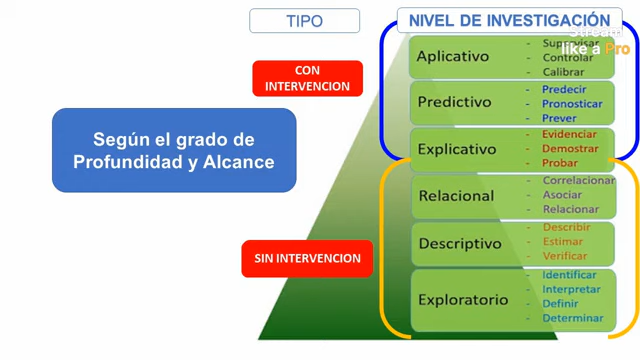 TIPO
NIVEL DE INVESTIGACIÓN
Stream
like a Pro
CON
INTERVENCION
Según el grado de
Profundidad y Alcance
SIN INTERVENCION
Aplicativo
- Supervisar
- Controlar
- Calibrar
Predictivo
- Predecir
- Pronosticar
- Prever
Explicativo
- Evidenciar
- Demostrar
- Probar
Relacional
- Correlacionar
- Asociar
- Relacionar
Descriptivo
- Describir
- Estimar
- Verificar
Exploratorio
- Identificar
- Interpretar
- Definir
- Determinar